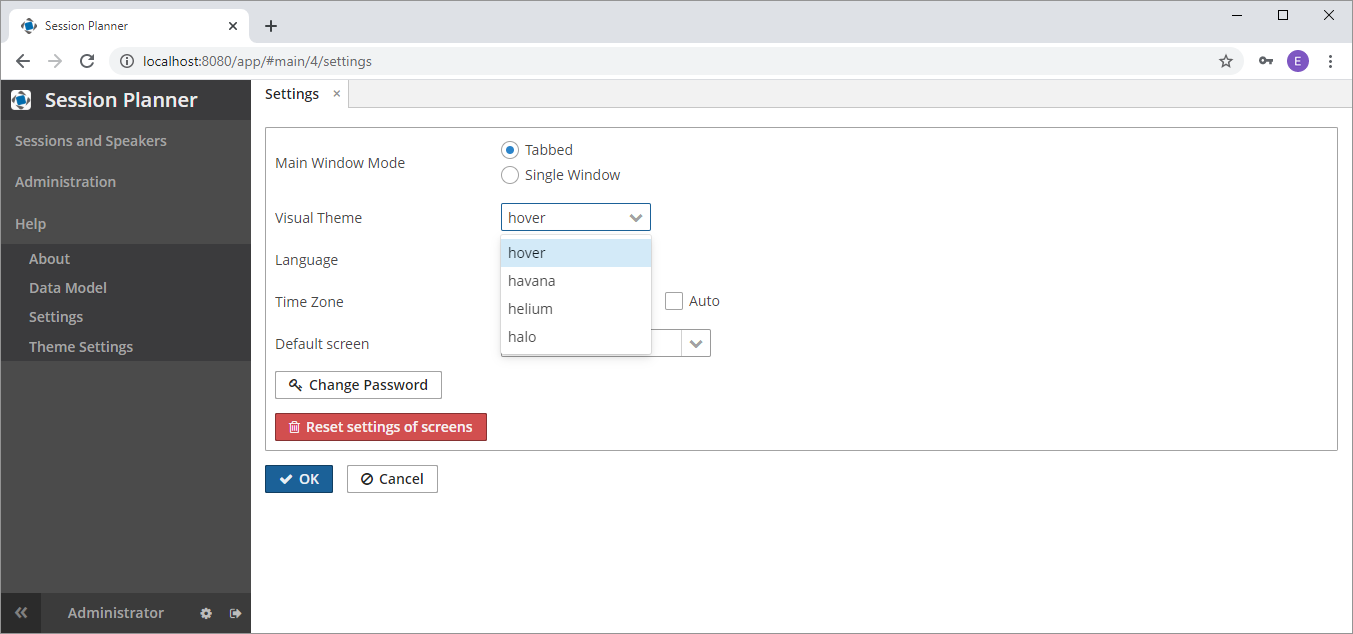 Session Planner
localhost:8080/app/#main/4/settings
E
Session Planner
Settings
Sessions and Speakers
Administration
Help
About
Data Model
Settings
Theme Settings
Main Window Mode
Tabbed
Single Window
Visual Theme
hover
hover
havana
helium
halo
Language
Time Zone
Auto
Default screen
Change Password
Reset settings of screens
OK
Cancel
Administrator